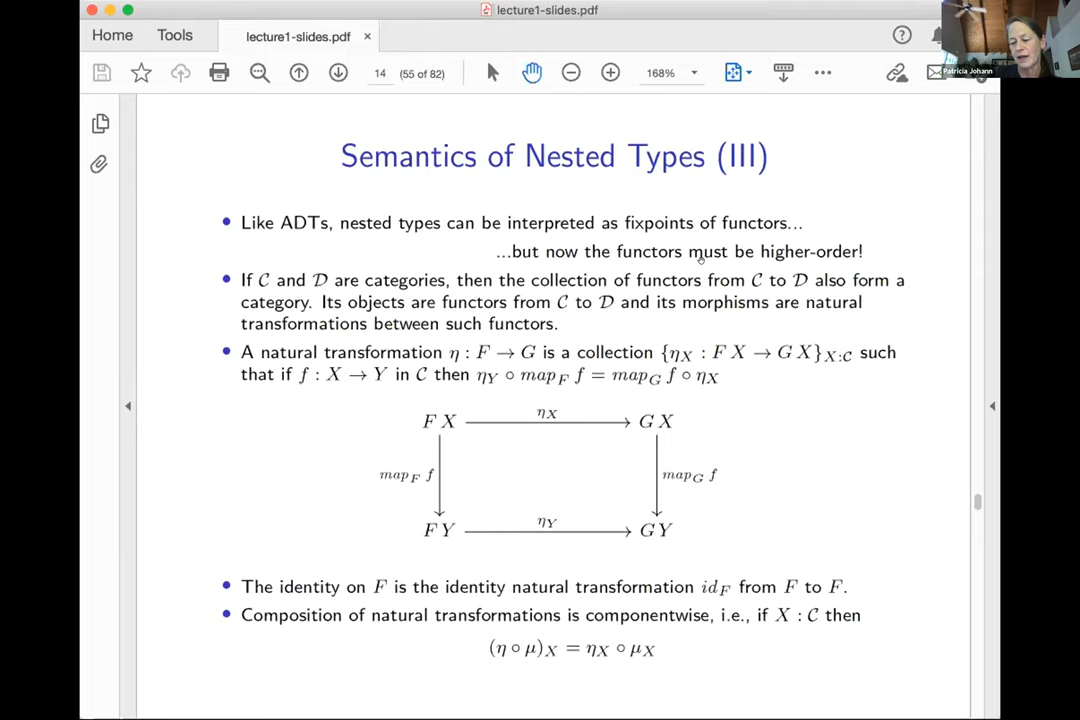 lecture1-slides.pdf
Home Tools lecture1-slides.pdf ×
Patricia Johann
14 (55 of 82) 168%
Semantics of Nested Types (III)
• Like ADTs, nested types can be interpreted as fixpoints of functors...
...but now the functors must be higher-order!
• If C and D are categories, then the collection of functors from C to D also form a
category. Its objects are functors from C to D and its morphisms are natural
transformations between such functors.
• A natural transformation η : F → G is a collection {η_X : F X → G X}_{X:C} such
that if f : X → Y in C then η_Y ∘ map_F f = map_G f ∘ η_X
η_X
F X G X
map_F f map_G f
η_Y
F Y G Y
• The identity on F is the identity natural transformation id_F from F to F.
• Composition of natural transformations is componentwise, i.e., if X : C then
(η ∘ μ)_X = η_X ∘ μ_X